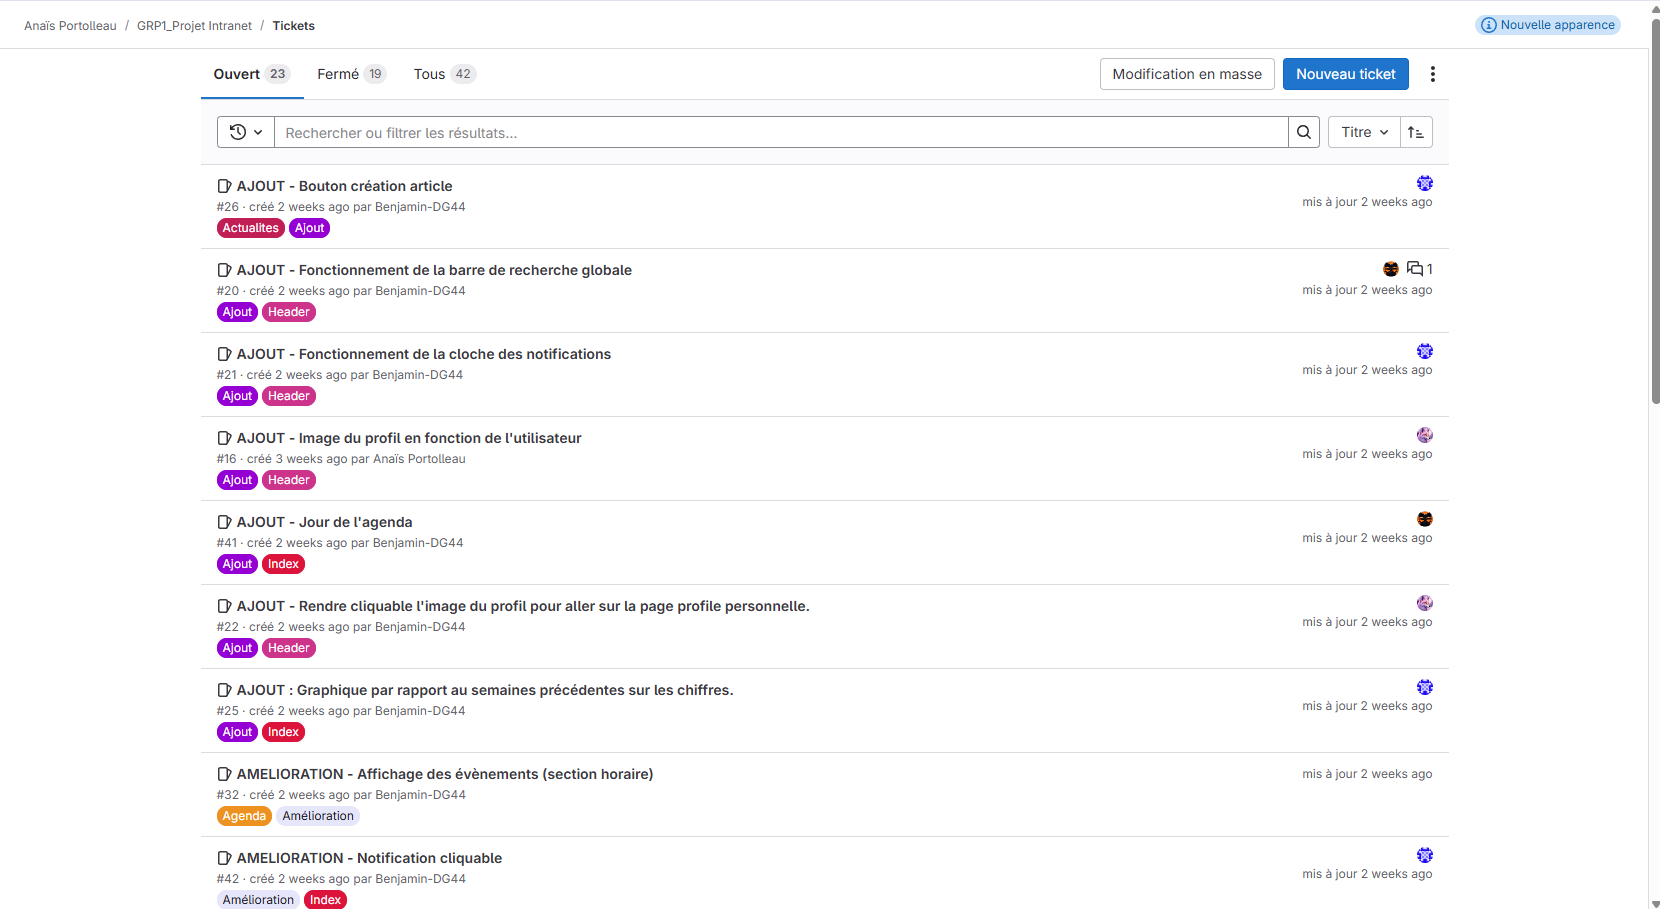 Anaïs Portolleau / GRP1_Projet Intranet / Tickets
Nouvelle apparence
Ouvert 23 Fermé 19 Tous 42
Modification en masse
Nouveau ticket
Rechercher ou filtrer les résultats...
Titre
AJOUT - Bouton création article
#26 · créé 2 weeks ago par Benjamin-DG44
mis à jour 2 weeks ago
Actualites Ajout
AJOUT - Fonctionnement de la barre de recherche globale
1
#20 · créé 2 weeks ago par Benjamin-DG44
mis à jour 2 weeks ago
Ajout Header
AJOUT - Fonctionnement de la cloche des notifications
#21 · créé 2 weeks ago par Benjamin-DG44
mis à jour 2 weeks ago
Ajout Header
AJOUT - Image du profil en fonction de l'utilisateur
#16 · créé 3 weeks ago par Anaïs Portolleau
mis à jour 2 weeks ago
Ajout Header
AJOUT - Jour de l'agenda
#41 · créé 2 weeks ago par Benjamin-DG44
mis à jour 2 weeks ago
Ajout Index
AJOUT - Rendre cliquable l'image du profil pour aller sur la page profile personnelle.
#22 · créé 2 weeks ago par Benjamin-DG44
mis à jour 2 weeks ago
Ajout Header
AJOUT : Graphique par rapport au semaines précédentes sur les chiffres.
#25 · créé 2 weeks ago par Benjamin-DG44
mis à jour 2 weeks ago
Ajout Index
AMELIORATION - Affichage des évènements (section horaire)
mis à jour 2 weeks ago
#32 · créé 2 weeks ago par Benjamin-DG44
Agenda Amélioration
AMELIORATION - Notification cliquable
#42 · créé 2 weeks ago par Benjamin-DG44
mis à jour 2 weeks ago
Amélioration Index